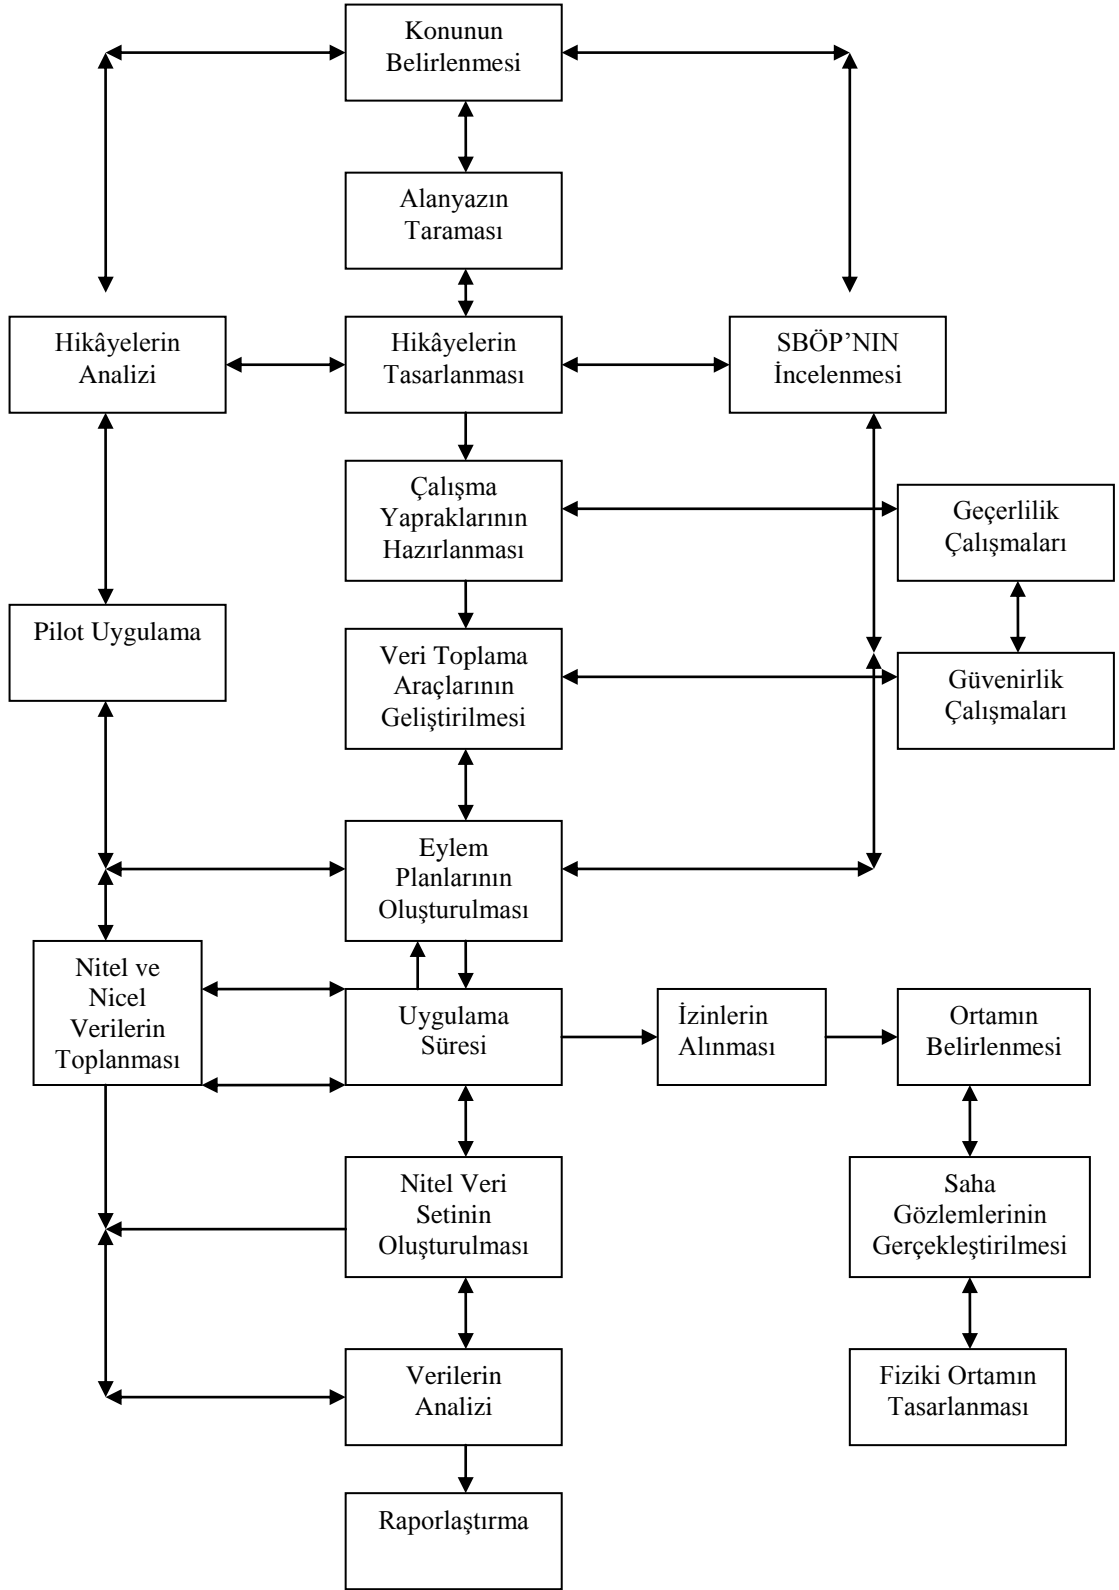 Konunun
Belirlenmesi
Alanyazın
Taraması
Hikâyelerin
Analizi
Hikâyelerin
Tasarlanması
SBÖP’NIN
İncelenmesi
Çalışma
Yapraklarının
Hazırlanması
Geçerlilik
Çalışmaları
Pilot Uygulama
Veri Toplama
Araçlarının
Geliştirilmesi
Güvenirlik
Çalışmaları
Eylem
Planlarının
Oluşturulması
Nitel ve
Nicel
Verilerin
Toplanması
Uygulama
Süresi
İzinlerin
Alınması
Ortamın
Belirlenmesi
Nitel Veri
Setinin
Oluşturulması
Saha
Gözlemlerinin
Gerçekleştirilmesi
Verilerin
Analizi
Fiziki Ortamın
Tasarlanması
Raporlaştırma